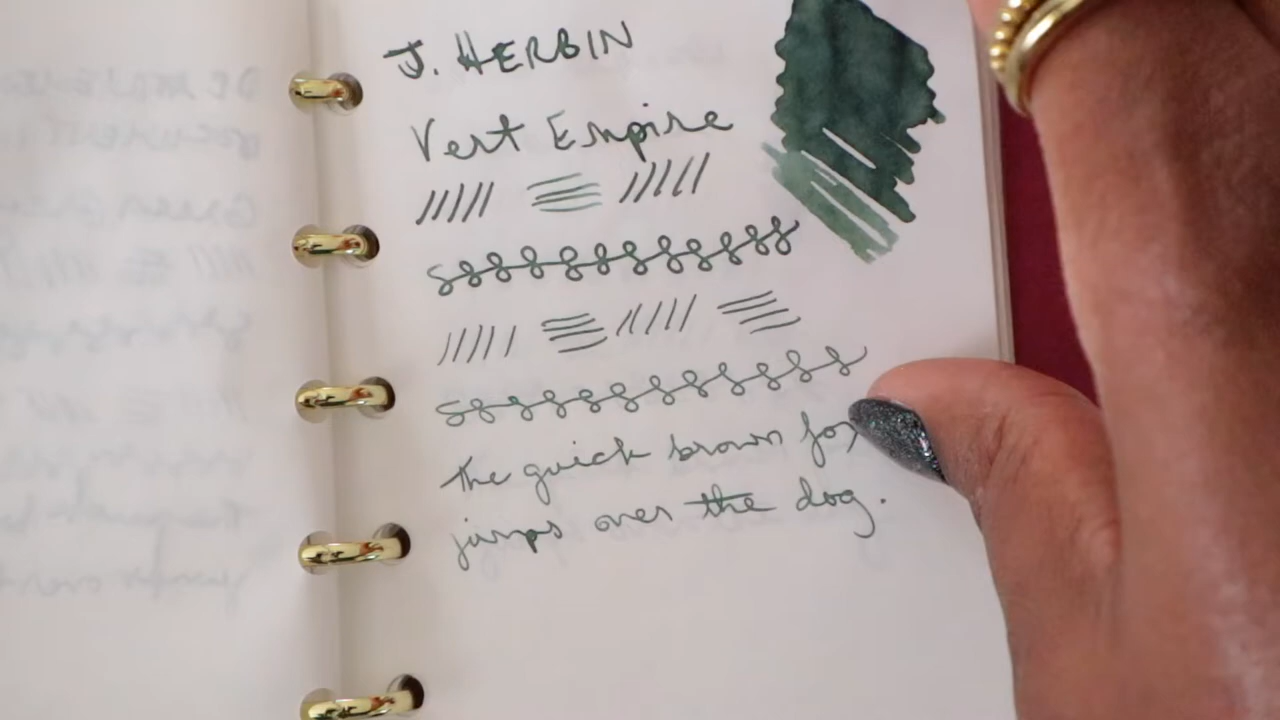 J. HERBIN
Vert Empire
the quick brown fox
jumps over the dog.